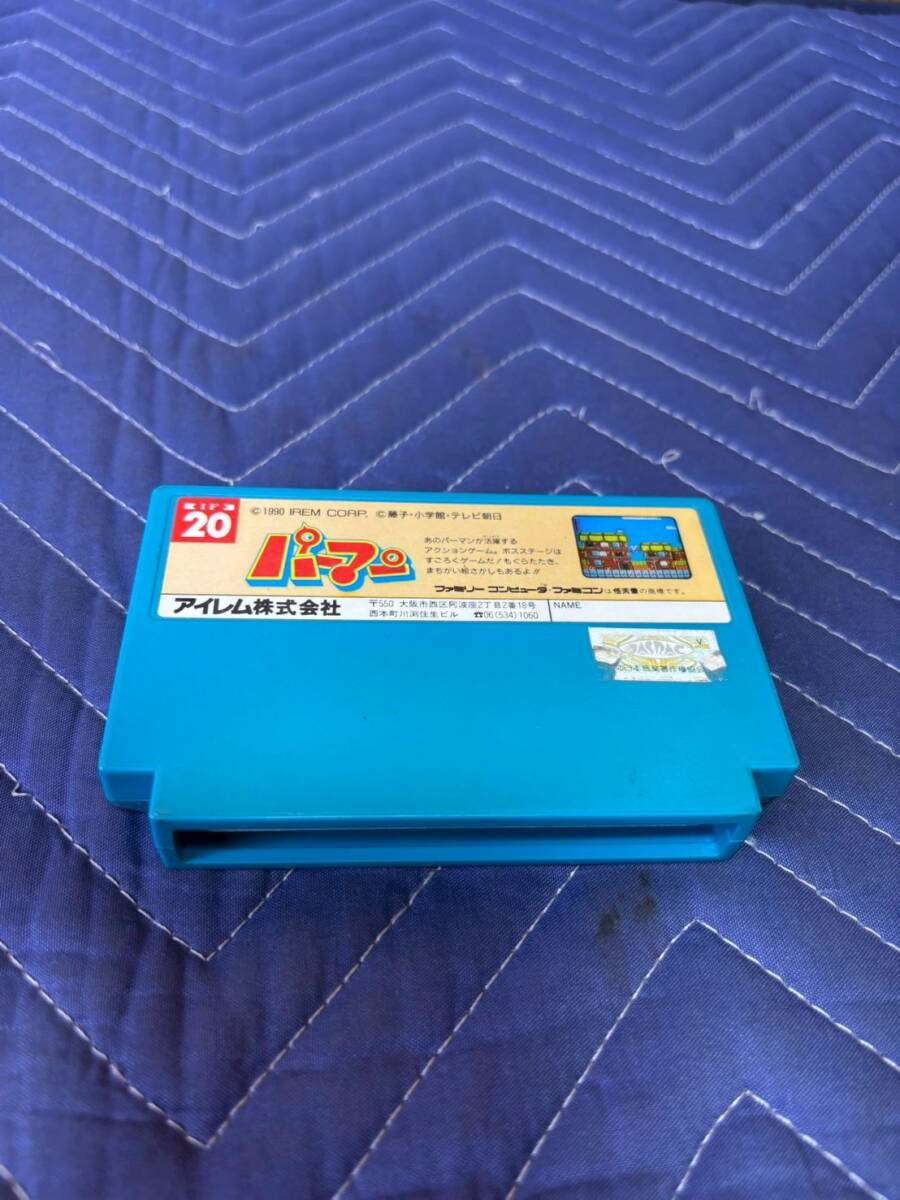 IF
20
©1990 IREM CORP. ©藤子・小学館・テレビ朝日
パーマン
あのパーマンが活躍する
アクションゲーム。ボスステージは
すごろくゲームだ!もぐらたたき、
まちがい絵さがしもあるよ!!
ファミリーコンピュータ・ファミコンは任天堂の商標です。
アイレム株式会社
〒550 大阪市西区阿波座2丁目2番18号
西本町川渕住生ビル ☎06(534)1060
NAME
JASRAC
V